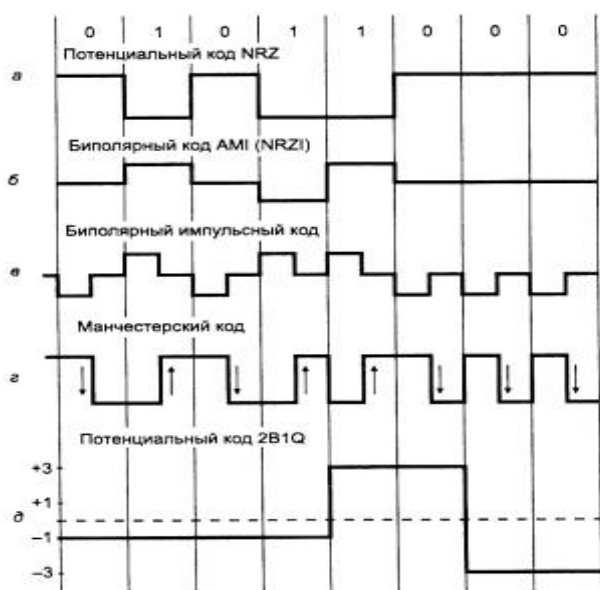 0 1 0 1 1 0 0 0
Потенциальный код NRZ
а
Биполярный код AMI (NRZI)
б
Биполярный импульсный код
в
Манчестерский код
г
Потенциальный код 2B1Q
+3
+1
д
−1
−3